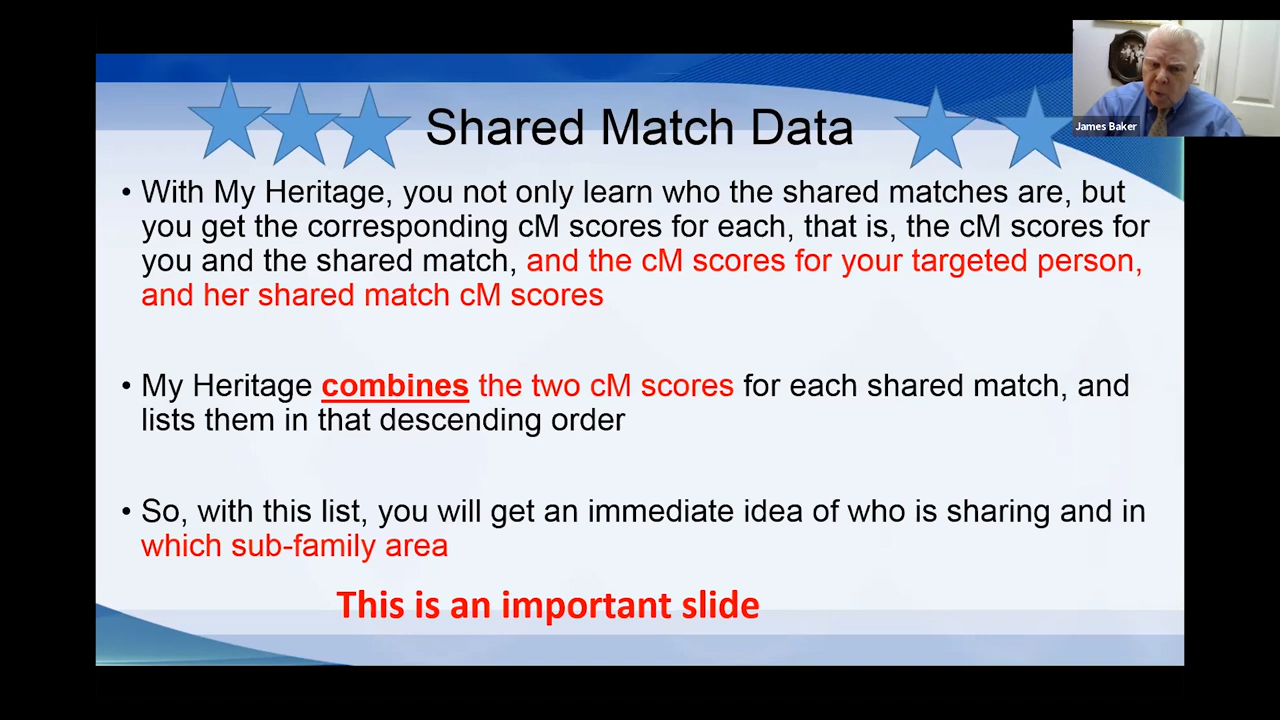 Shared Match Data
James Baker
• With My Heritage, you not only learn who the shared matches are, but
you get the corresponding cM scores for each, that is, the cM scores for
you and the shared match, and the cM scores for your targeted person,
and her shared match cM scores
• My Heritage combines the two cM scores for each shared match, and
lists them in that descending order
• So, with this list, you will get an immediate idea of who is sharing and in
which sub-family area
This is an important slide